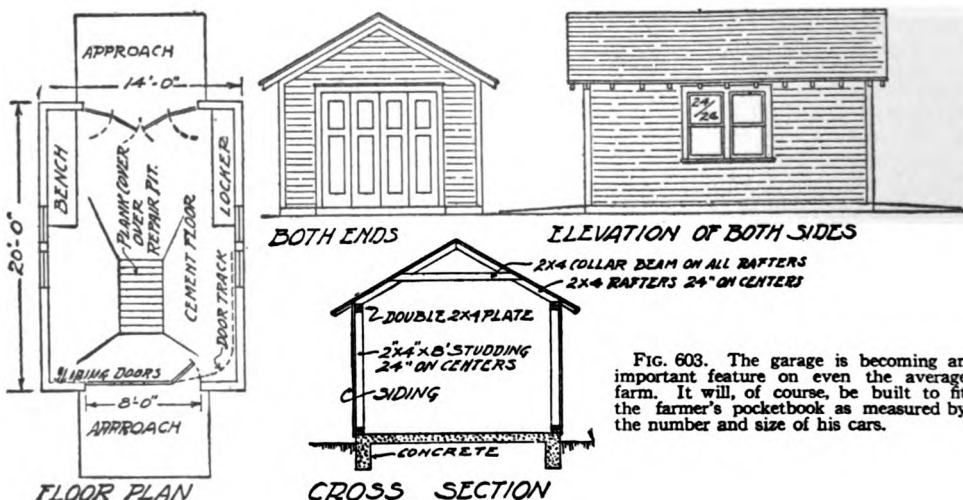 APPROACH
14'-0"
20'-0"
BENCH
PLANK COVER
OVER
REPAIR PIT.
CEMENT FLOOR
LOCKER
DOOR TRACK
SLIDING DOORS
8'-0"
APPROACH
FLOOR PLAN
BOTH ENDS
24/26
ELEVATION OF BOTH SIDES
2X4 COLLAR BEAM ON ALL RAFTERS
2X4 RAFTERS 24" ON CENTERS
DOUBLE 2X4 PLATE
2"X4"X8' STUDDING
24" ON CENTERS
SIDING
CONCRETE
CROSS SECTION
FIG. 603. The garage is becoming an
important feature on even the average
farm. It will, of course, be built to fit
the farmer's pocketbook as measured by
the number and size of his cars.